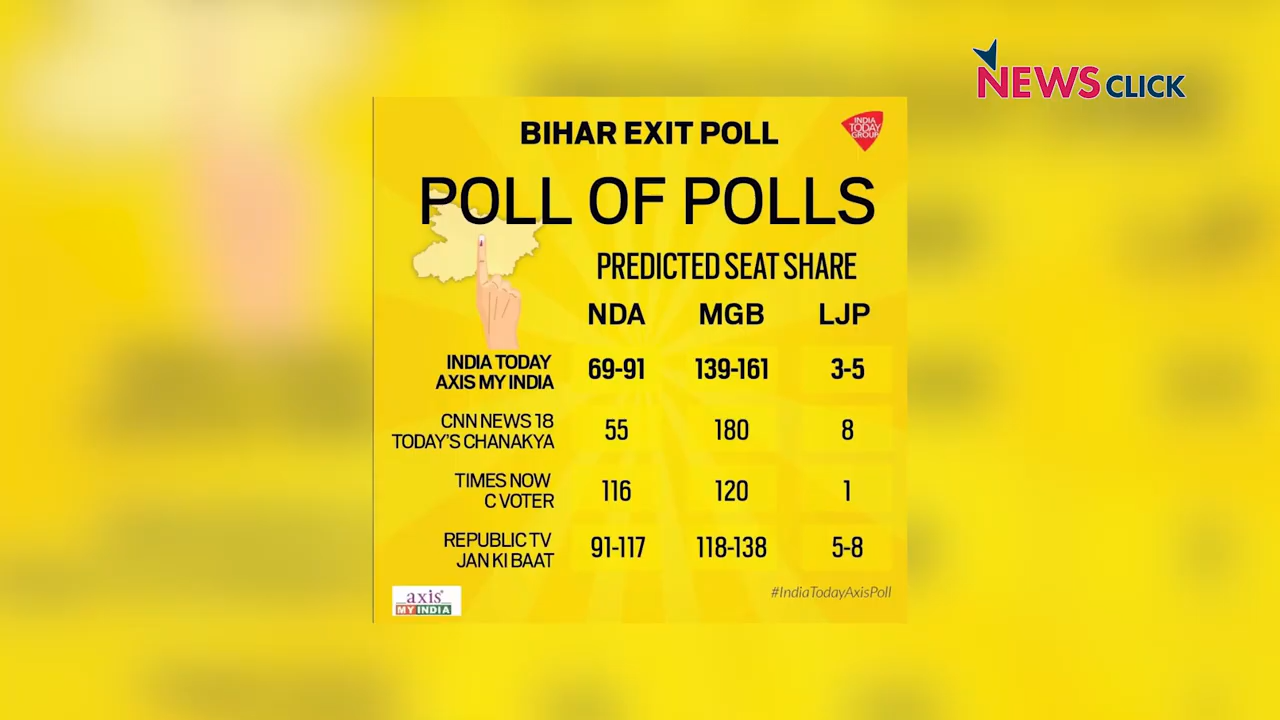 NEWS CLICK
BIHAR EXIT POLL
INDIA
TODAY
GROUP
POLL OF POLLS
PREDICTED SEAT SHARE
NDA MGB LJP
INDIA TODAY
AXIS MY INDIA 69-91 139-161 3-5
CNN NEWS 18
TODAY'S CHANAKYA 55 180 8
TIMES NOW
C VOTER 116 120 1
REPUBLIC TV
JAN KI BAAT 91-117 118-138 5-8
axis
MY INDIA
#IndiaTodayAxisPoll